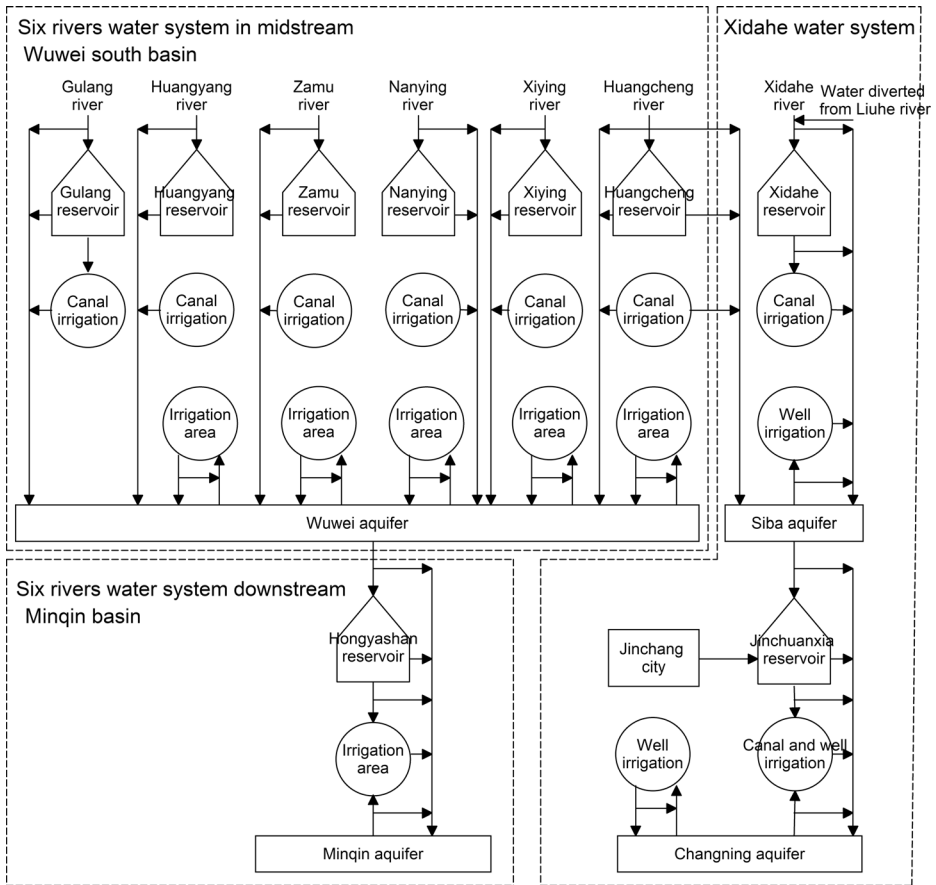 Six rivers water system in midstream
Wuwei south basin
Xidahe water system
Gulang
river
Huangyang
river
Zamu
river
Nanying
river
Xiying
river
Huangcheng
river
Xidahe
river
Water diverted
from Liuhe river
Gulang
reservoir
Huangyang
reservoir
Zamu
reservoir
Nanying
reservoir
Xiying
reservoir
Huangcheng
reservoir
Xidahe
reservoir
Canal
irrigation
Canal
irrigation
Canal
irrigation
Canal
irrigation
Canal
irrigation
Canal
irrigation
Canal
irrigation
Irrigation
area
Irrigation
area
Irrigation
area
Irrigation
area
Irrigation
area
Well
irrigation
Wuwei aquifer
Siba aquifer
Six rivers water system downstream
Minqin basin
Hongyashan
reservoir
Jinchang
city
Jinchuanxia
reservoir
Irrigation
area
Well
irrigation
Canal and well
irrigation
Minqin aquifer
Changning aquifer